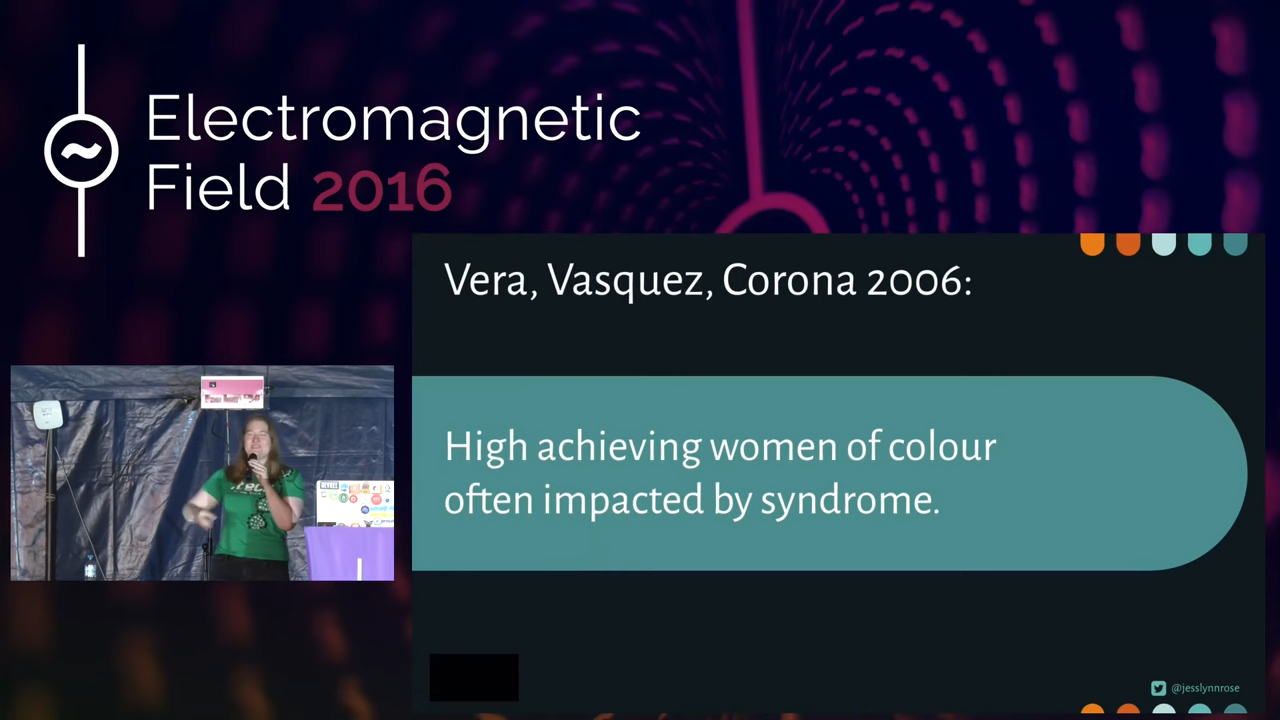 Electromagnetic
Field 2016
Vera, Vasquez, Corona 2006:
High achieving women of colour
often impacted by syndrome.
@jesslynnrose